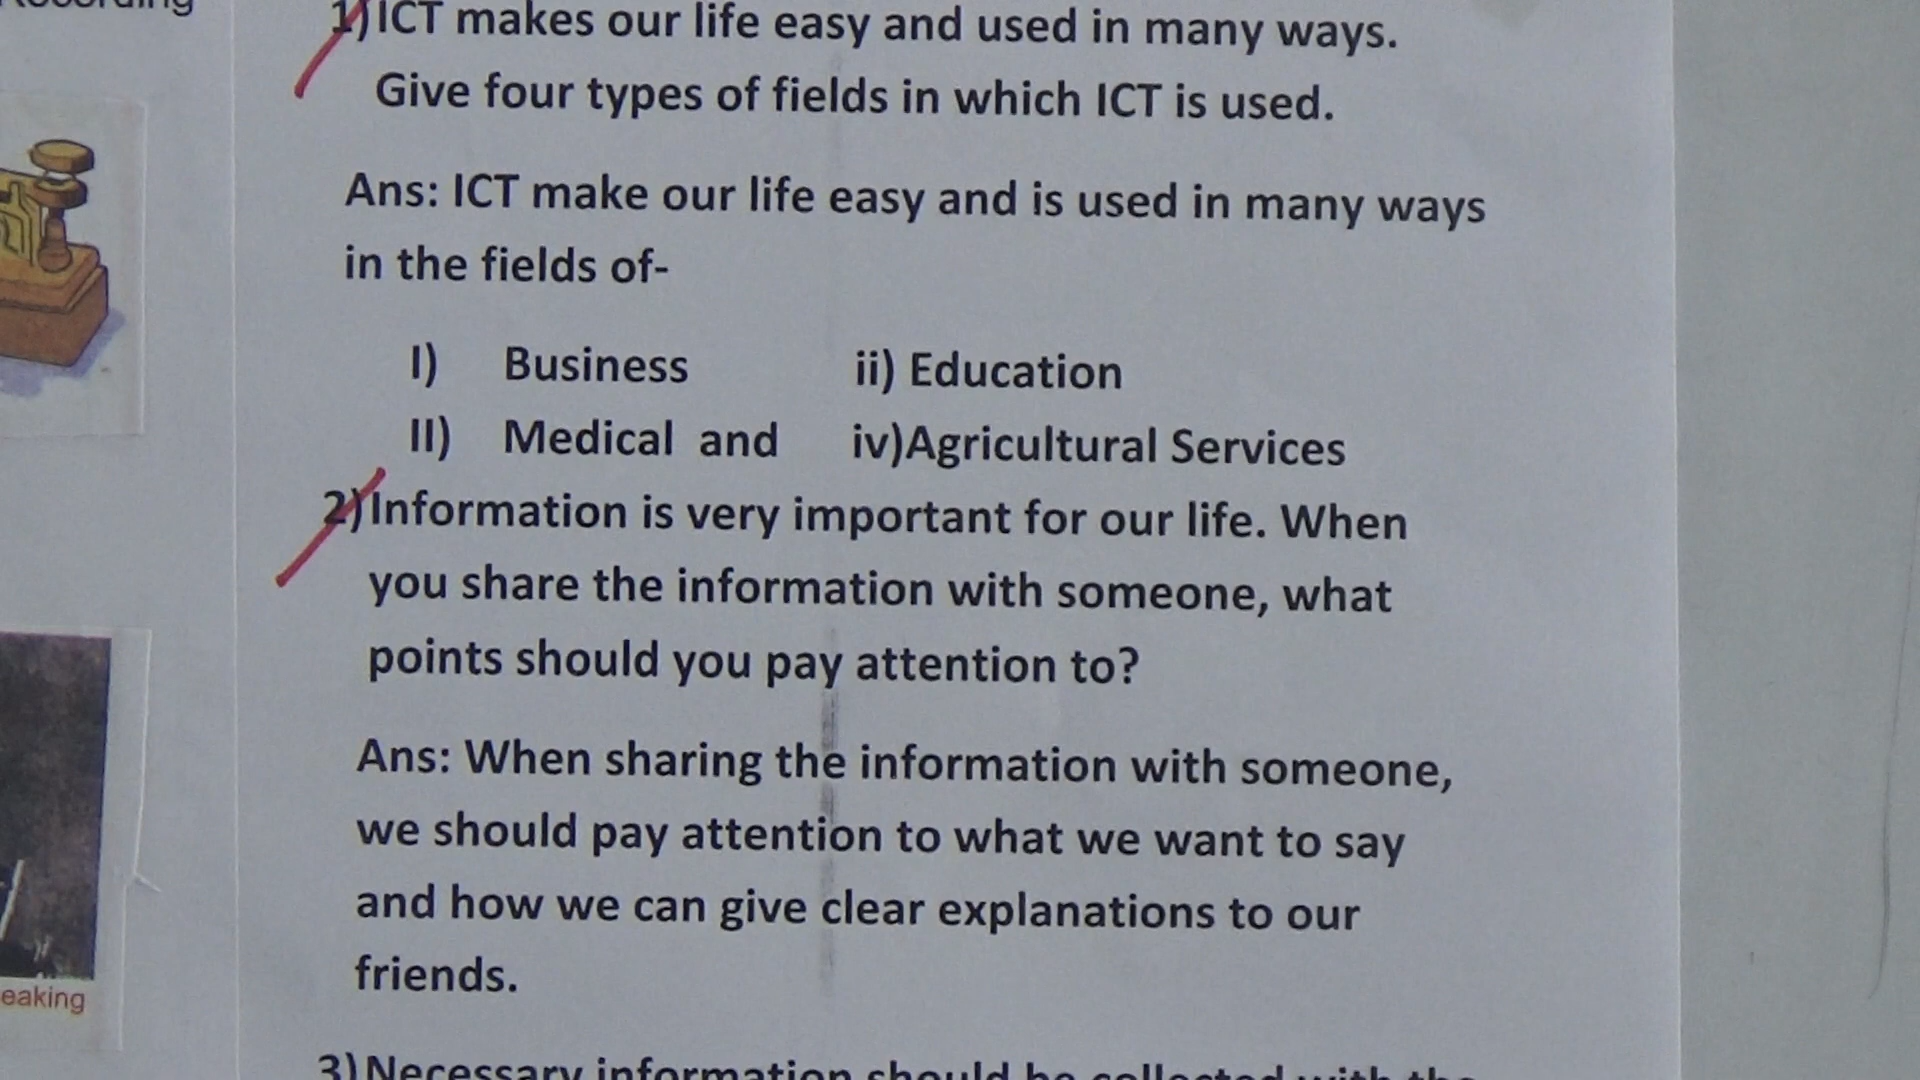 1)ICT makes our life easy and used in many ways.
Give four types of fields in which ICT is used.
Ans: ICT make our life easy and is used in many ways
in the fields of-
I) Business ii) Education
II) Medical and iv)Agricultural Services
2)Information is very important for our life. When
you share the information with someone, what
points should you pay attention to?
Ans: When sharing the information with someone,
we should pay attention to what we want to say
and how we can give clear explanations to our
friends.
eaking
3)Necessary information should be collected with the